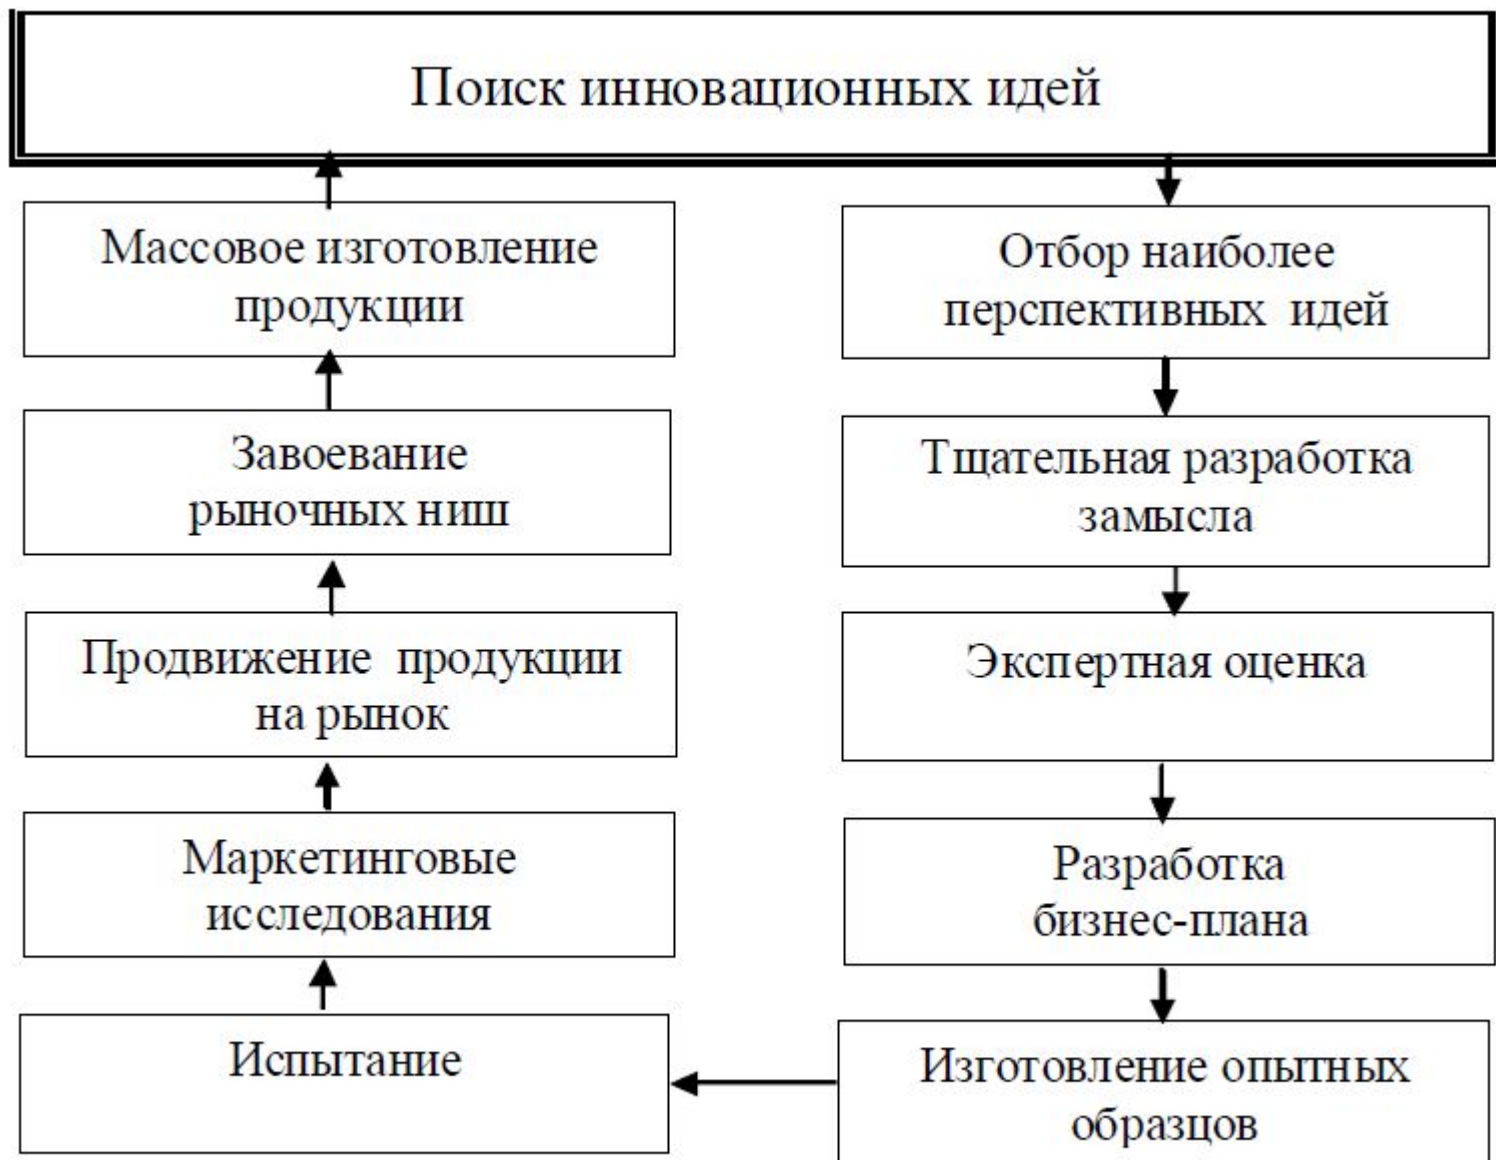 Поиск инновационных идей
Массовое изготовление
продукции
Отбор наиболее
перспективных идей
Завоевание
рыночных ниш
Тщательная разработка
замысла
Продвижение продукции
на рынок
Экспертная оценка
Маркетинговые
исследования
Разработка
бизнес-плана
Испытание
Изготовление опытных
образцов